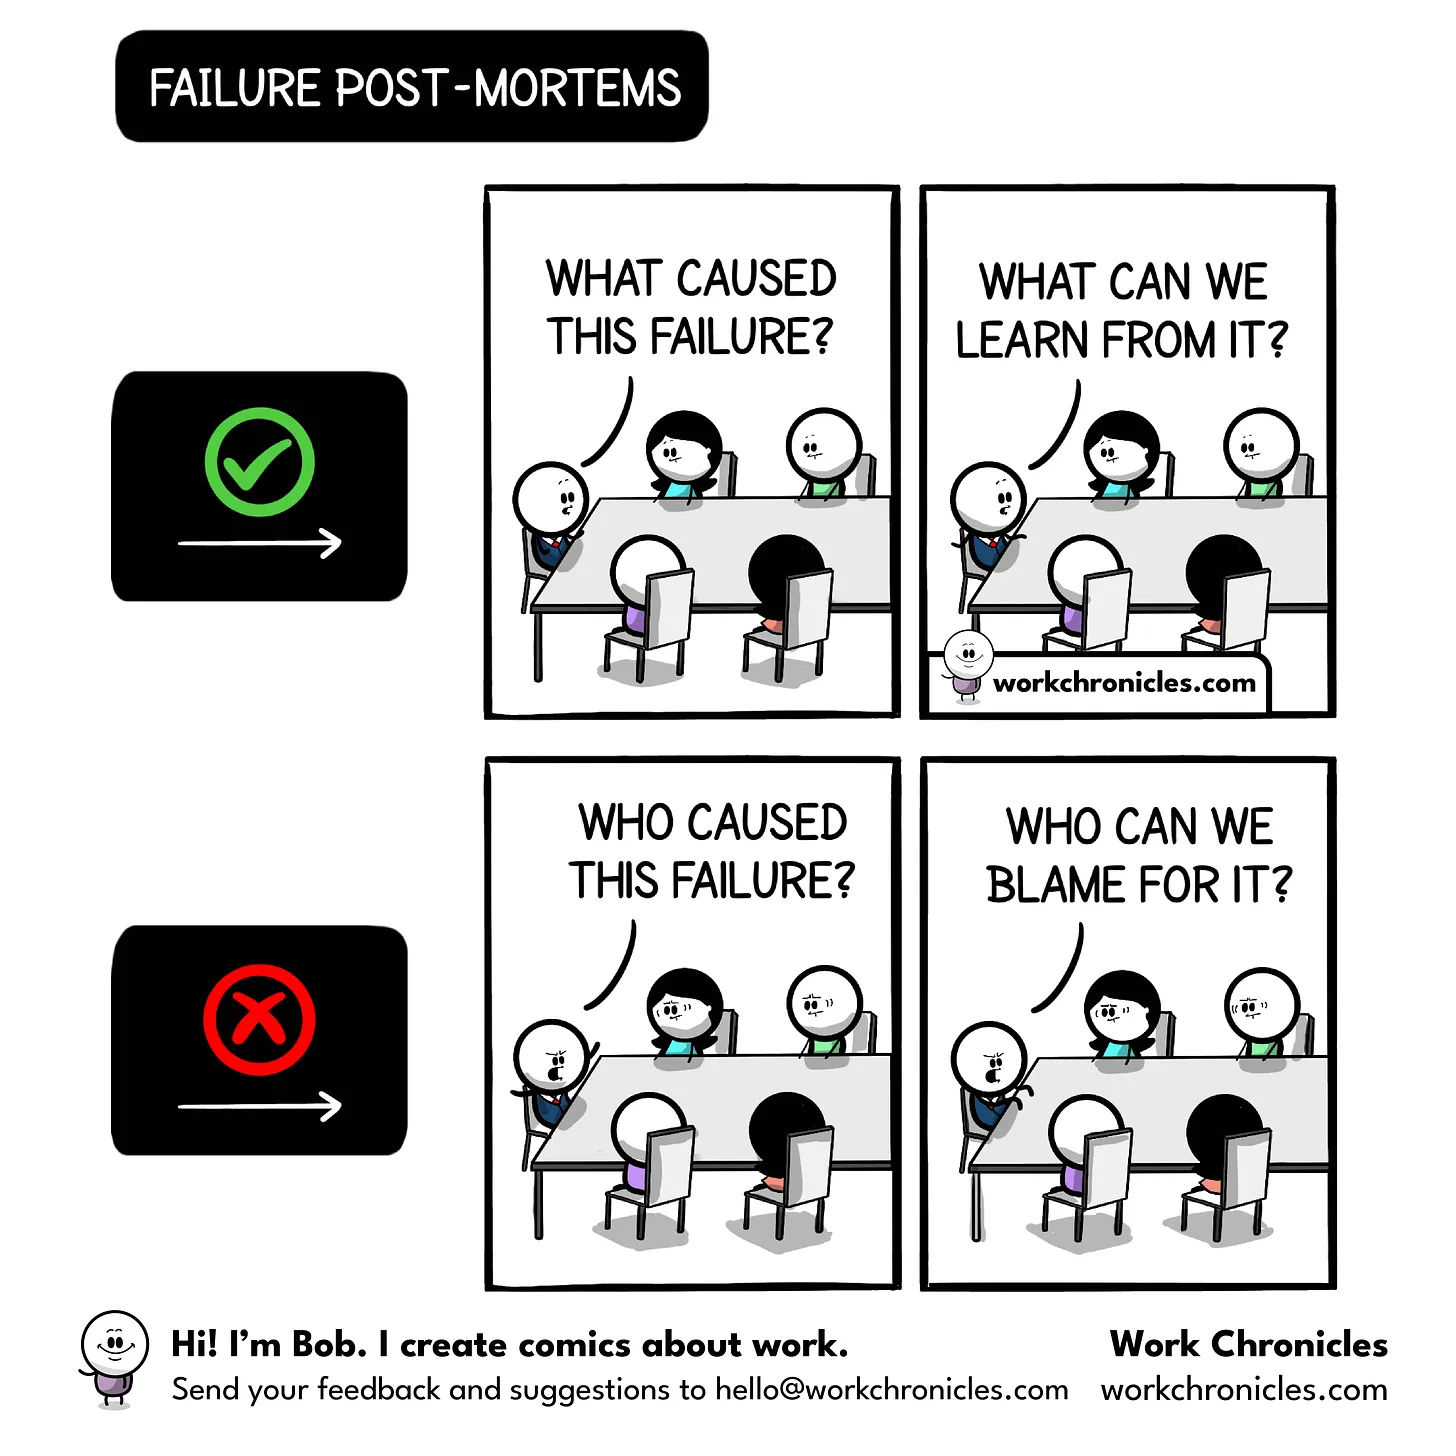 FAILURE POST-MORTEMS
WHAT CAUSED
THIS FAILURE?
WHAT CAN WE
LEARN FROM IT?
workchronicles.com
WHO CAUSED
THIS FAILURE?
WHO CAN WE
BLAME FOR IT?
Hi! I’m Bob. I create comics about work.
Send your feedback and suggestions to hello@workchronicles.com
Work Chronicles
workchronicles.com